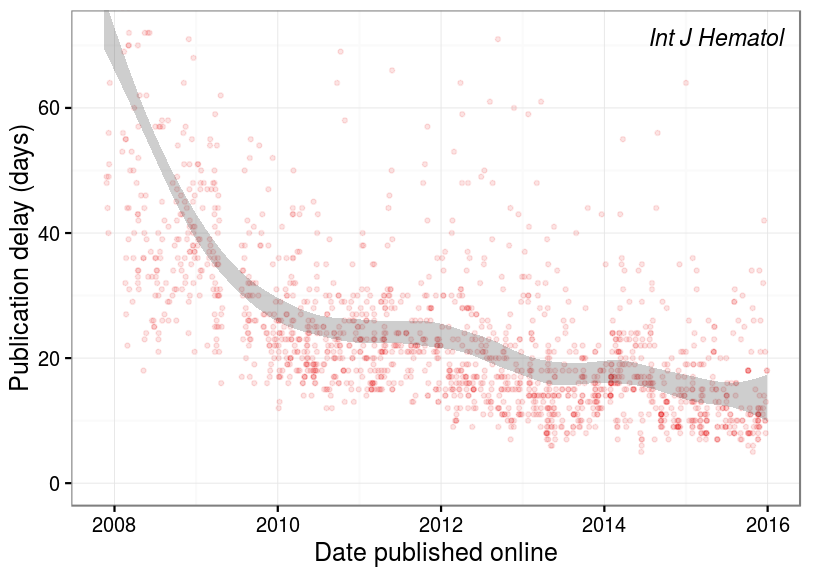 Int J Hematol
Publication delay (days)
60
40
20
0
2008 2010 2012 2014 2016
Date published online